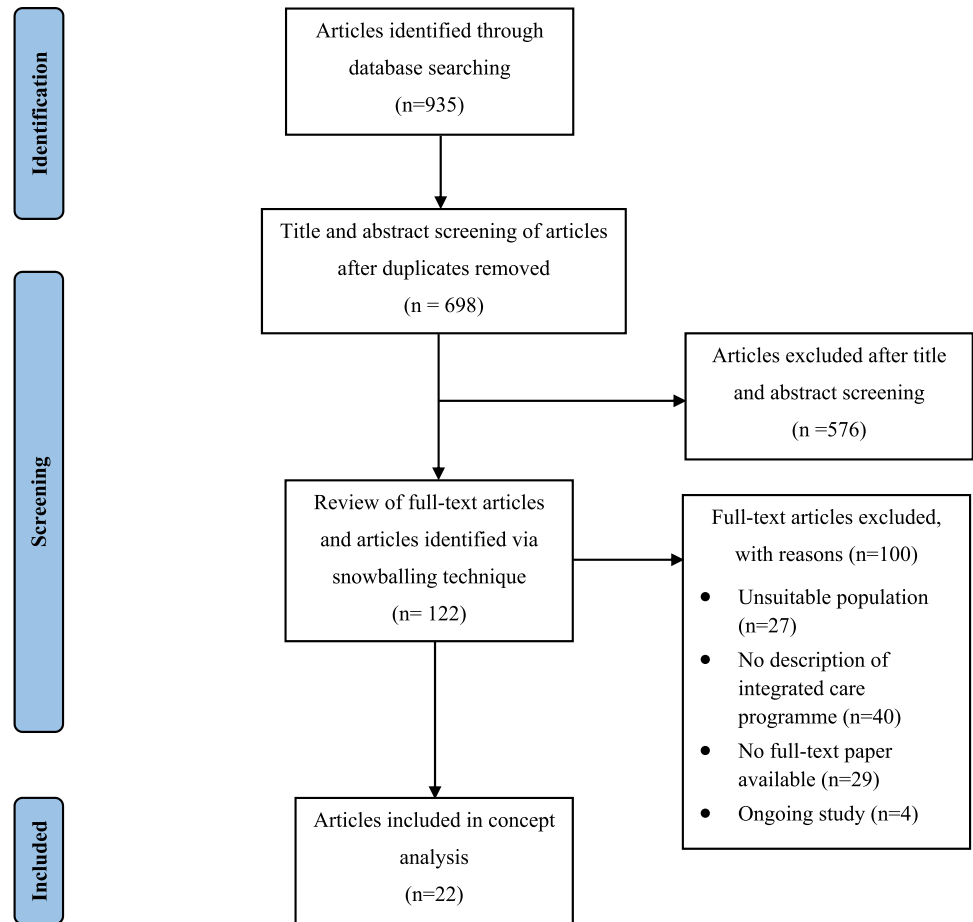 Identification
Articles identified through
database searching
(n=935)
Title and abstract screening of articles
after duplicates removed
(n = 698)
Screening
Articles excluded after title
and abstract screening
(n =576)
Review of full-text articles
and articles identified via
snowballing technique
(n= 122)
Full-text articles excluded,
with reasons (n=100)
• Unsuitable population
(n=27)
• No description of
integrated care
programme (n=40)
• No full-text paper
available (n=29)
• Ongoing study (n=4)
Included
Articles included in concept
analysis
(n=22)